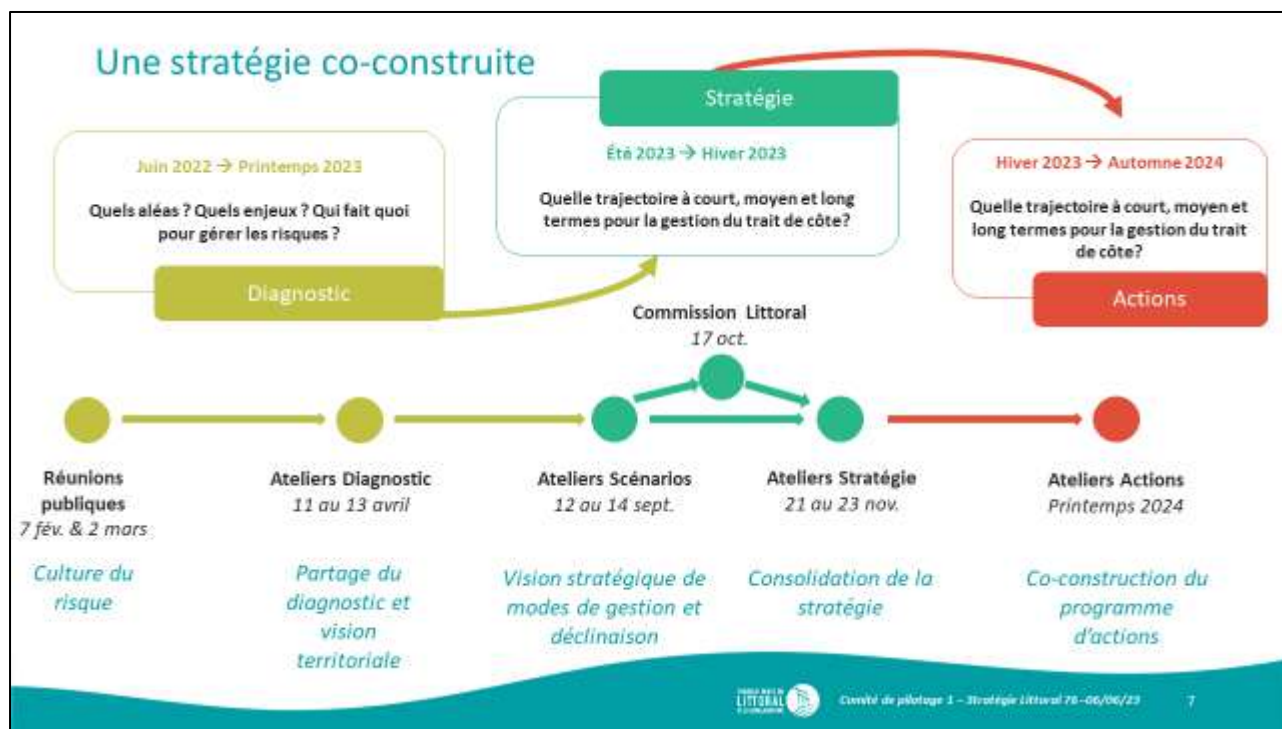 Une stratégie co-construite
Juin 2022 → Printemps 2023
Quels aléas ? Quels enjeux ? Qui fait quoi
pour gérer les risques ?
Diagnostic
Stratégie
Été 2023 → Hiver 2023
Quelle trajectoire à court, moyen et long
termes pour la gestion du trait de côte?
Hiver 2023 → Automne 2024
Quelle trajectoire à court, moyen et
long termes pour la gestion du trait
de côte?
Actions
Commission Littoral
17 oct.
Réunions
publiques
7 fév. & 2 mars
Culture du
risque
Ateliers Diagnostic
11 au 13 avril
Partage du
diagnostic et
vision
territoriale
Ateliers Scénarios
12 au 14 sept.
Vision stratégique de
modes de gestion et
déclinaison
Ateliers Stratégie
21 au 23 nov.
Consolidation de la
stratégie
Ateliers Actions
Printemps 2024
Co-construction du
programme
d'actions
LITTORAL
Comité de pilotage 1 – Stratégie Littoral 76 -06/06/23
7